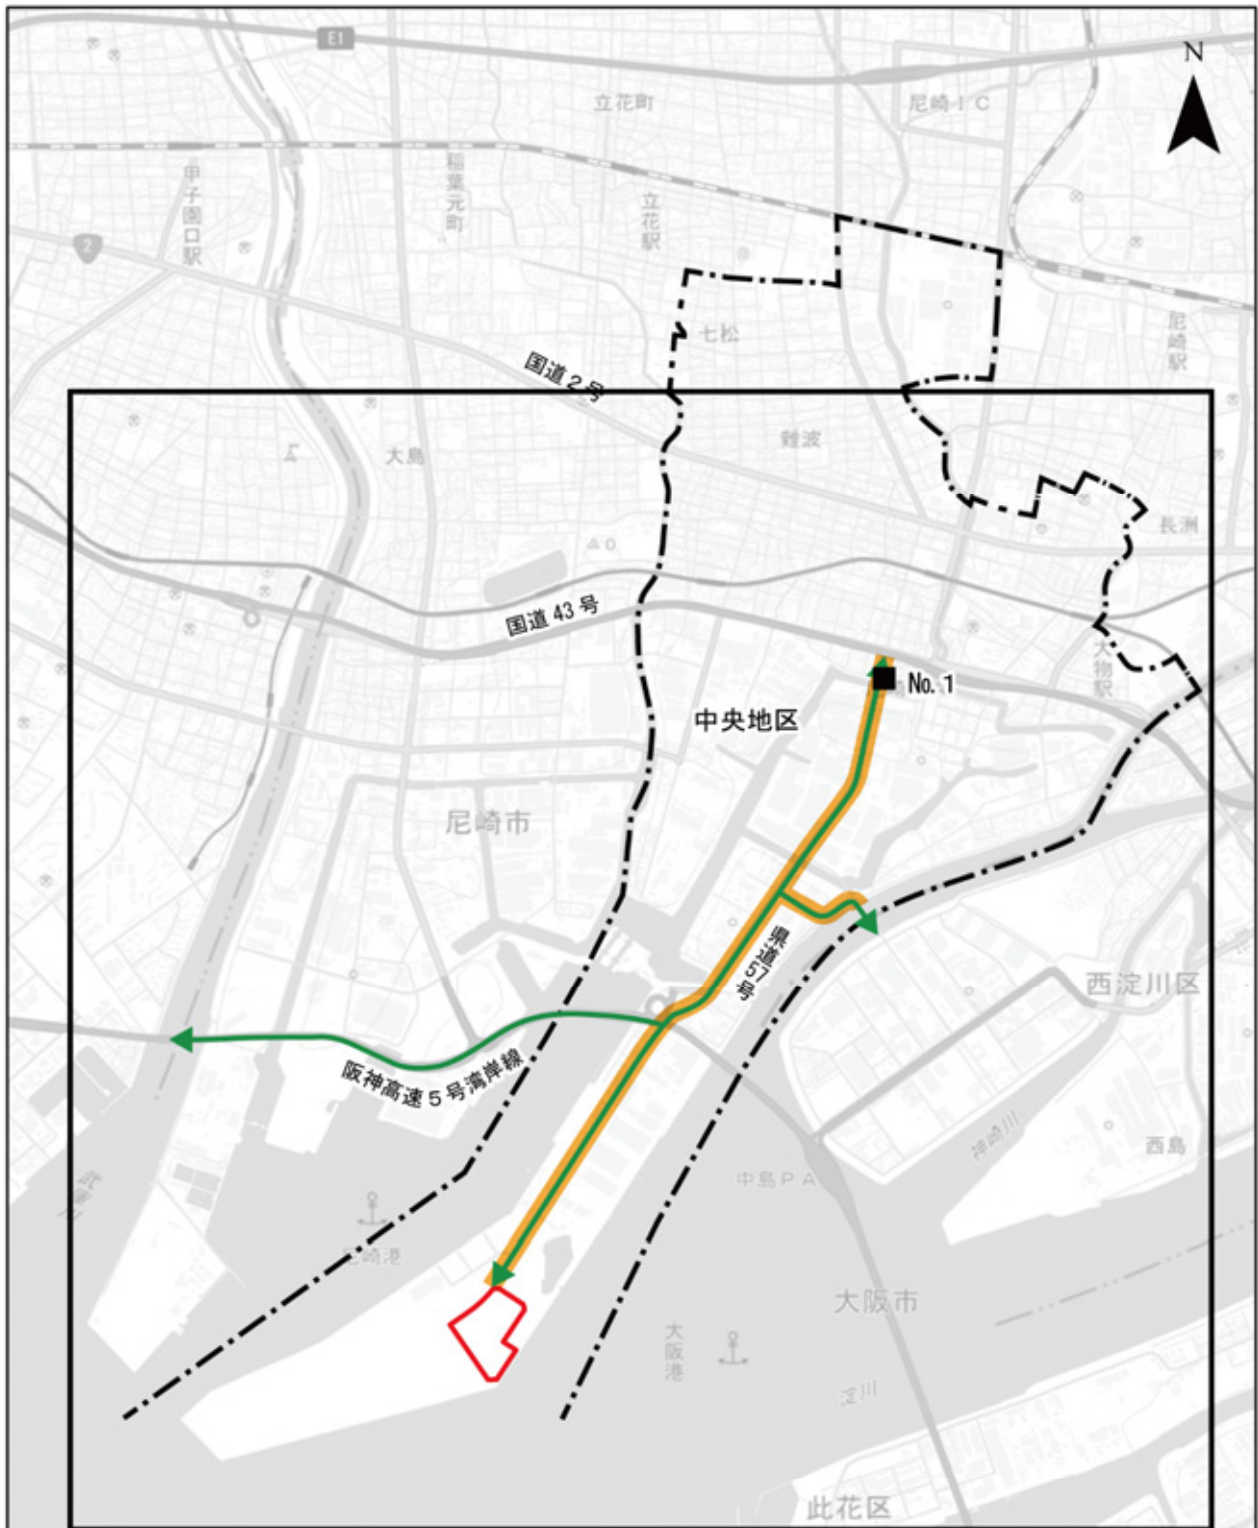 E1
N
立花町
尼崎IC
甲子園口駅
稲葉元町
立花駅
2
七松
尼崎駅
国道2号
難波
大島
長洲
国道43号
大物駅
No. 1
中央地区
尼崎市
県道57号
西淀川区
阪神高速5号湾岸線
神崎川
西島
中島PA
尼崎港
大阪市
大阪港
淀川
此花区